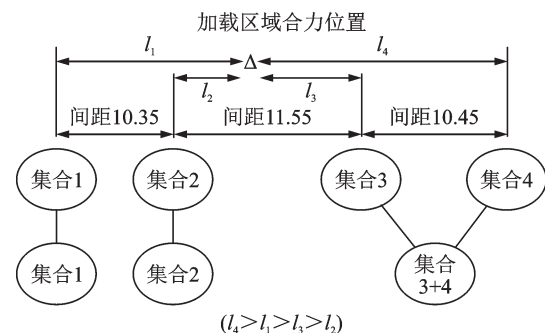 加载区域合力位置
l₁ Δ l₄
l₂ l₃
间距10.35 间距11.55 间距10.45
集合1 集合2 集合3 集合4
集合1 集合2 集合
3+4
(l₄>l₁>l₃>l₂)